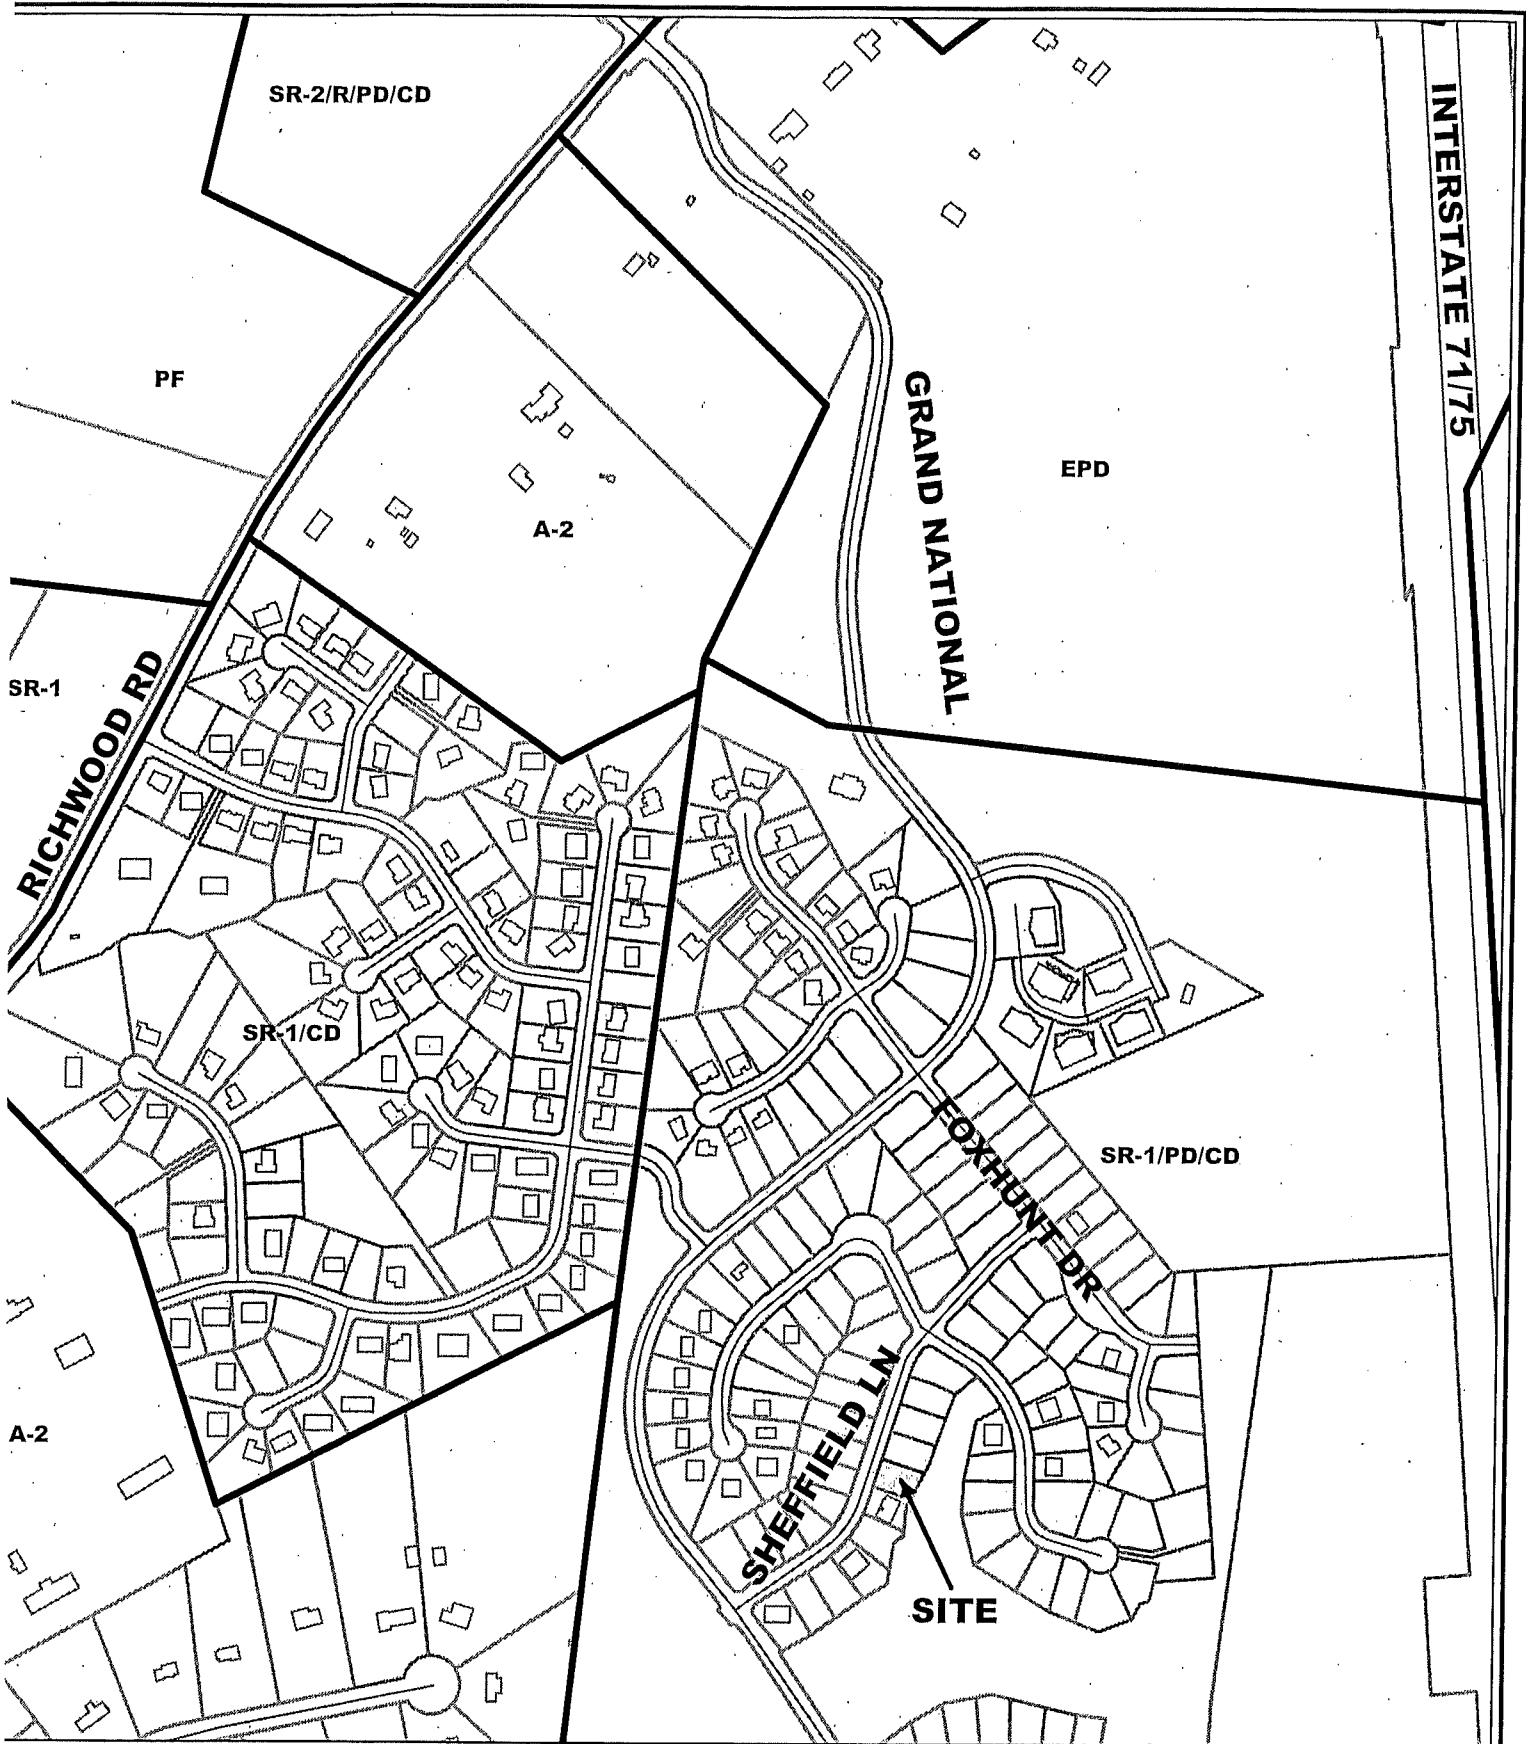 SR-2/R/PD/CD
INTERSTATE 71/75
PF
GRAND NATIONAL
EPD
A-2
SR-1
RICHWOOD RD
SR-1/CD
FOXHUNT DR
SR-1/PD/CD
SHEFFIELD LN
A-2
SITE